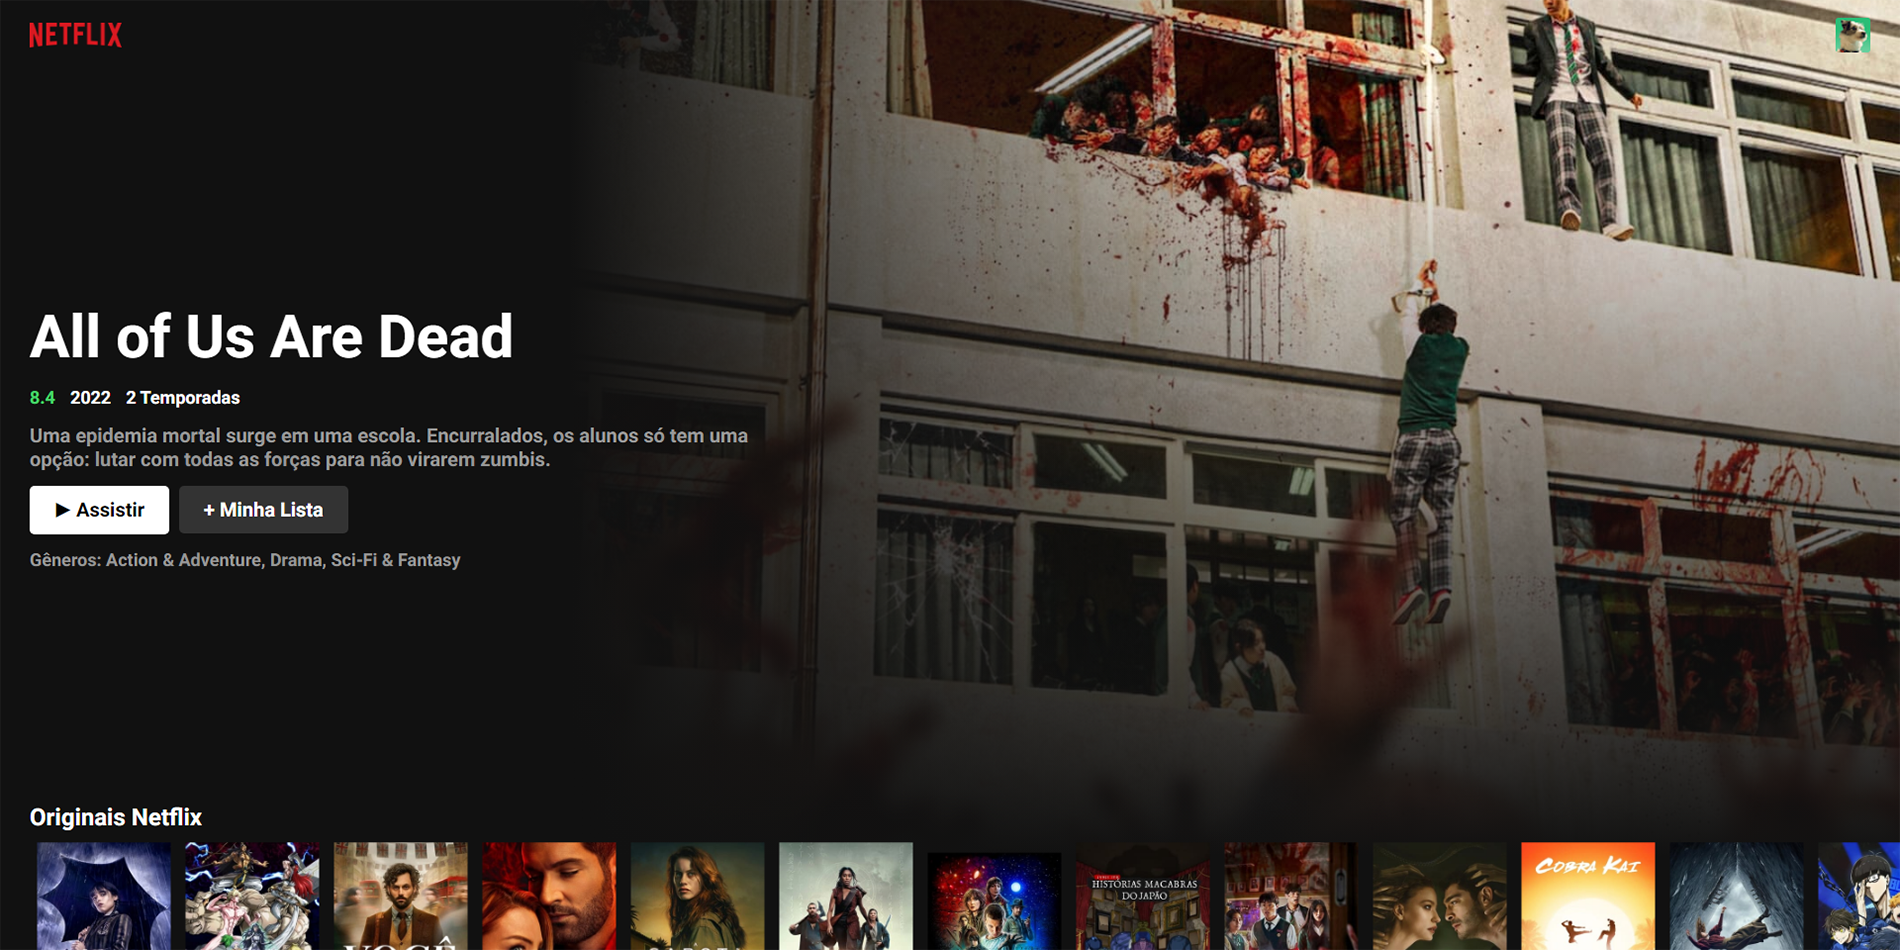 NETFLIX
All of Us Are Dead
8.4 2022 2 Temporadas
Uma epidemia mortal surge em uma escola. Encurralados, os alunos só tem uma
opção: lutar com todas as forças para não virarem zumbis.
▶ Assistir + Minha Lista
Gêneros: Action & Adventure, Drama, Sci-Fi & Fantasy
Originais Netflix
VOCÊ
HISTÓRIAS MACABRAS
DO JAPÃO
COBRA KAI